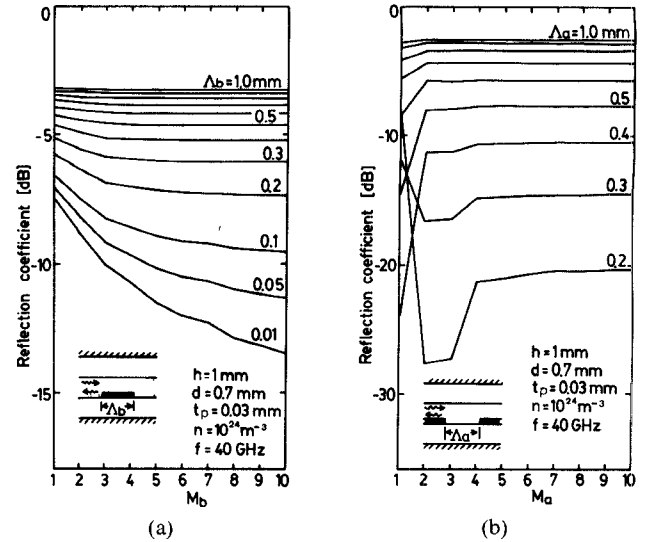 0
-5
-10
-15
Reflection coefficient [dB]
Λb=1.0mm
0.5
0.3
0.2
0.1
0.05
0.01
Λb
h=1mm
d=0.7mm
tp=0.03mm
n=10²⁴m⁻³
f=40GHz
1 2 3 4 5 6 7 8 9 10
Mb
(a)
0
-10
-20
-30
Reflection coefficient [dB]
Λa=1.0mm
0.5
0.4
0.3
0.2
Λa
h=1mm
d=0.7mm
tp=0.03mm
n=10²⁴m⁻³
f=40GHz
1 2 3 4 5 6 7 8 9 10
Ma
(b)